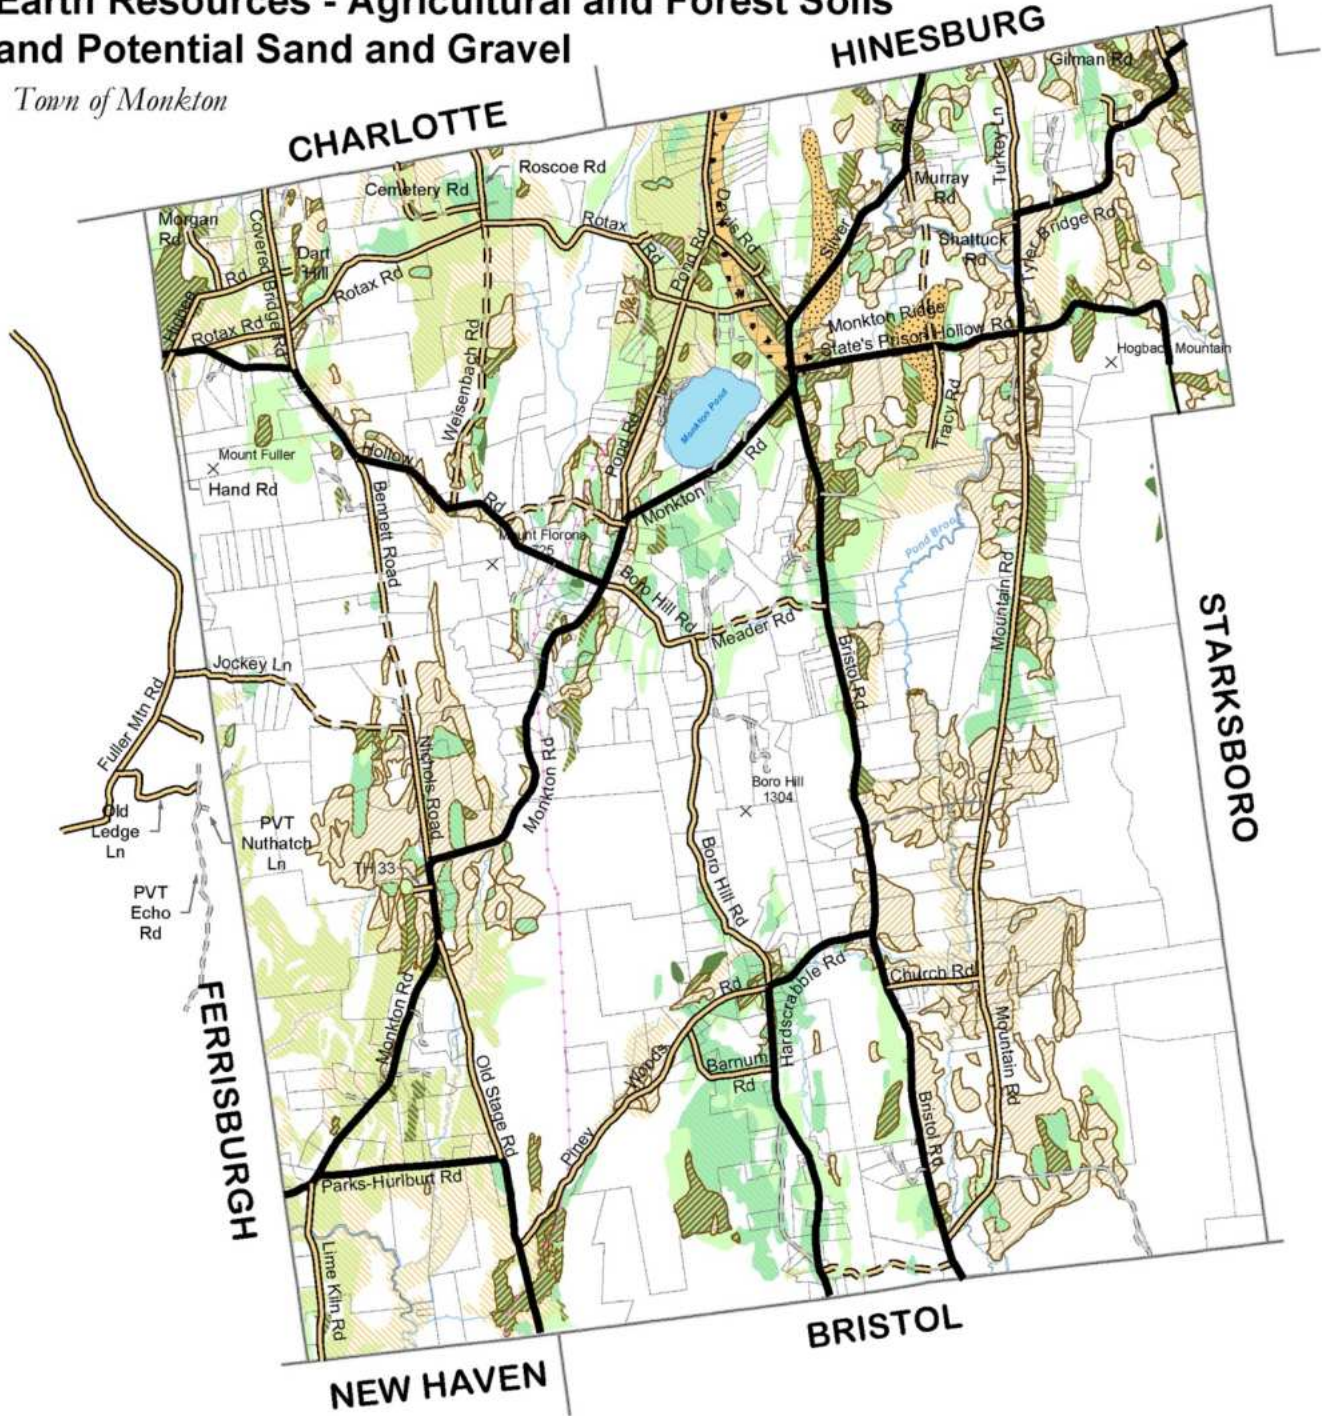 Earth Resources - Agricultural and Forest Soils
and Potential Sand and Gravel
Town of Monkton
HINESBURG
CHARLOTTE
Gilman Rd
Roscoe Rd
Cemetery Rd
Turkey Ln
Murray
Rd
Morgan
Rd
Covered Bridge Rd
Rotax
Rd
Davis Rd
Silver
St
Shattuck
Rd
Tyler Bridge Rd
Dart
Hill
Rd
Rotax Rd
Pond Rd
Monkton Ridge
State's Prison Hollow Rd
Rotax Rd
Hogback Mountain
Weisenbach Rd
Monkton Pond
Tracy Rd
Mount Fuller
Hand Rd
Hollow
Rd
Pond Rd
Monkton
Rd
Bennett Road
Mount Florona
725
Pond Brook
Boro Hill Rd
Meader Rd
Mountain Rd
STARKSBORO
Jockey Ln
Bristol Rd
Fuller Mtn Rd
Nichols Road
Monkton Rd
Boro Hill
1304
Old
Ledge
Ln
PVT
Nuthatch
Ln
TH 33
Boro Hill Rd
PVT
Echo
Rd
Hardscrabble Rd
Church Rd
FERRISBURGH
Monkton Rd
Piney
Woods
Rd
Barnum
Rd
Mountain Rd
Old Stage Rd
Bristol Rd
Parks-Hurlburt Rd
Lime Kiln Rd
BRISTOL
NEW HAVEN